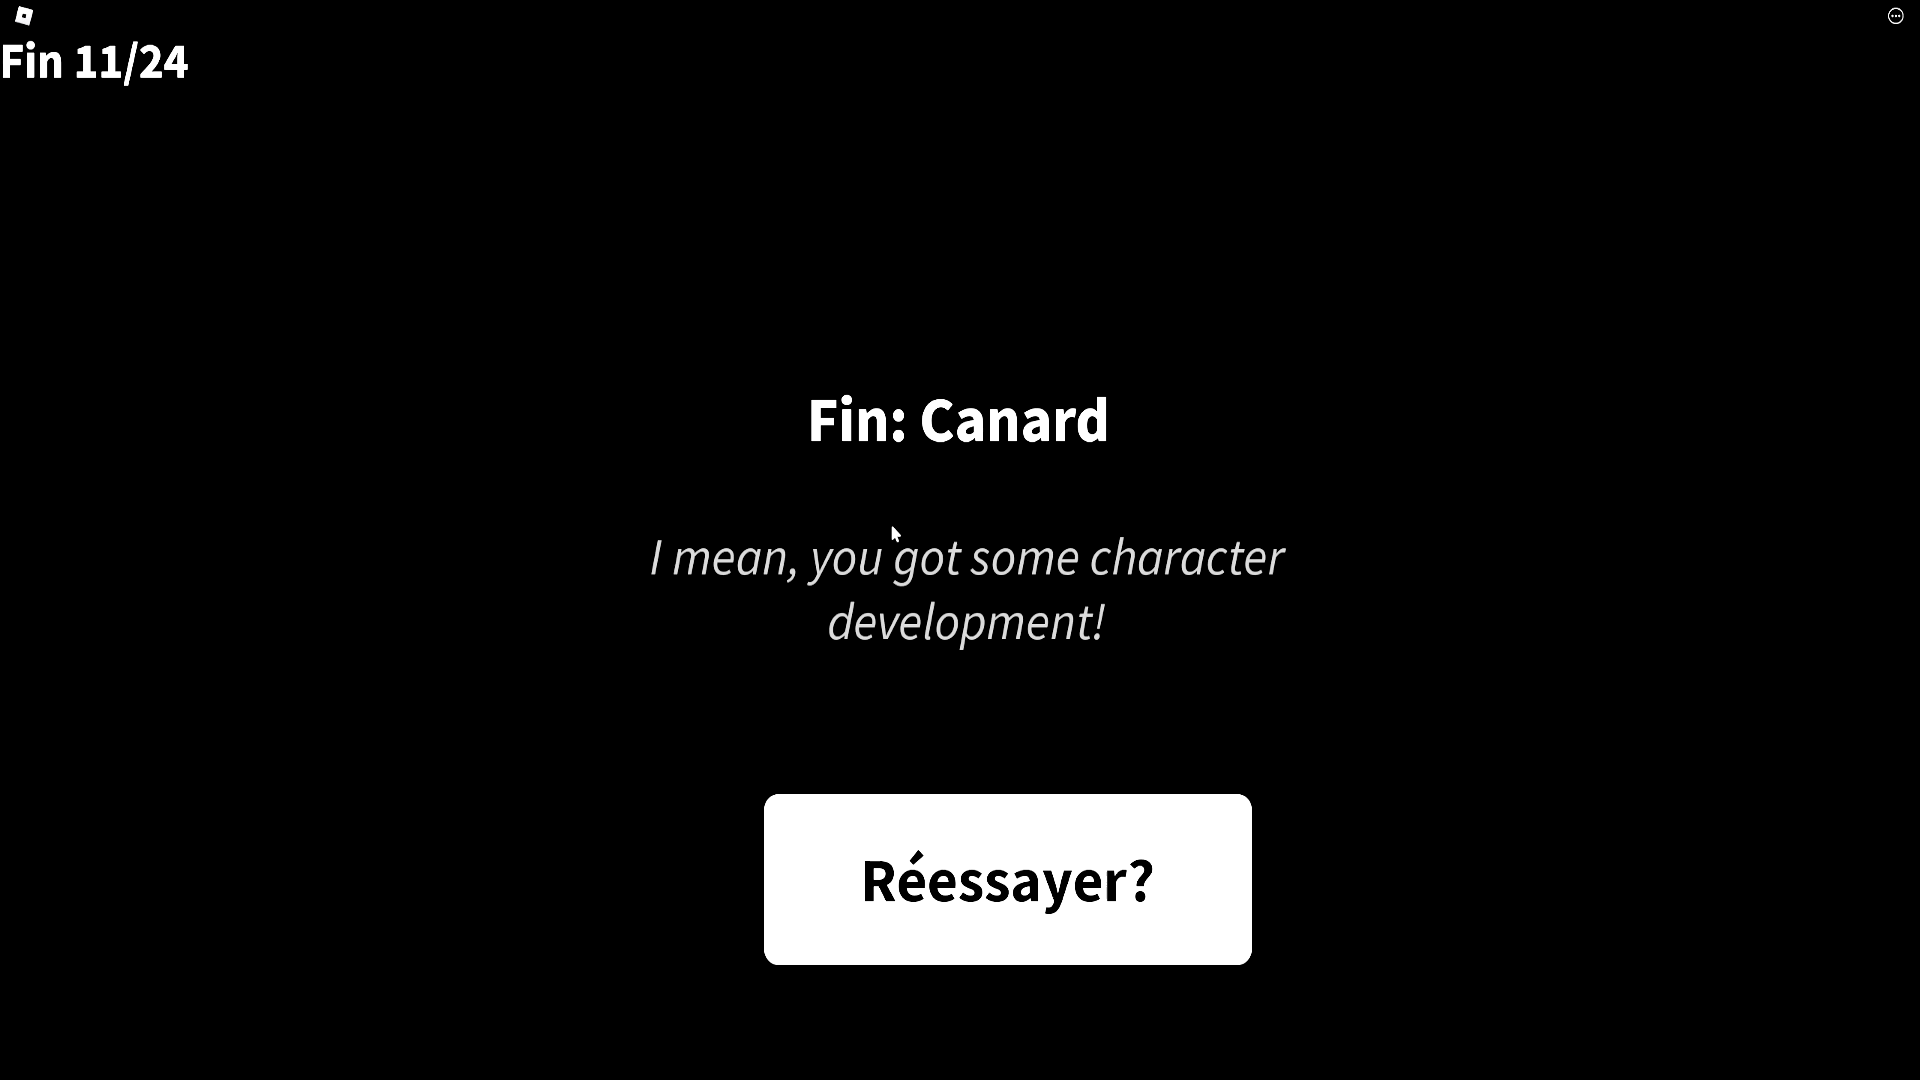 Fin 11/24
Fin: Canard
I mean, you got some character
development!
Réessayer?